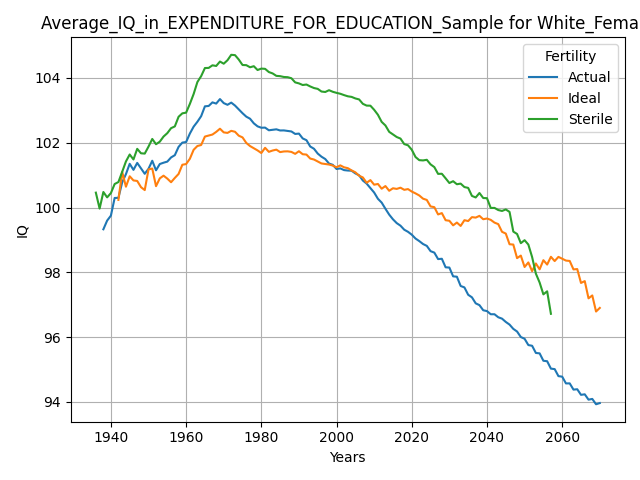 Average_IQ_in_EXPENDITURE_FOR_EDUCATION_Sample for White_Fema
Fertility
Actual
Ideal
Sterile
IQ
104
102
100
98
96
94
1940 1960 1980 2000 2020 2040 2060
Years